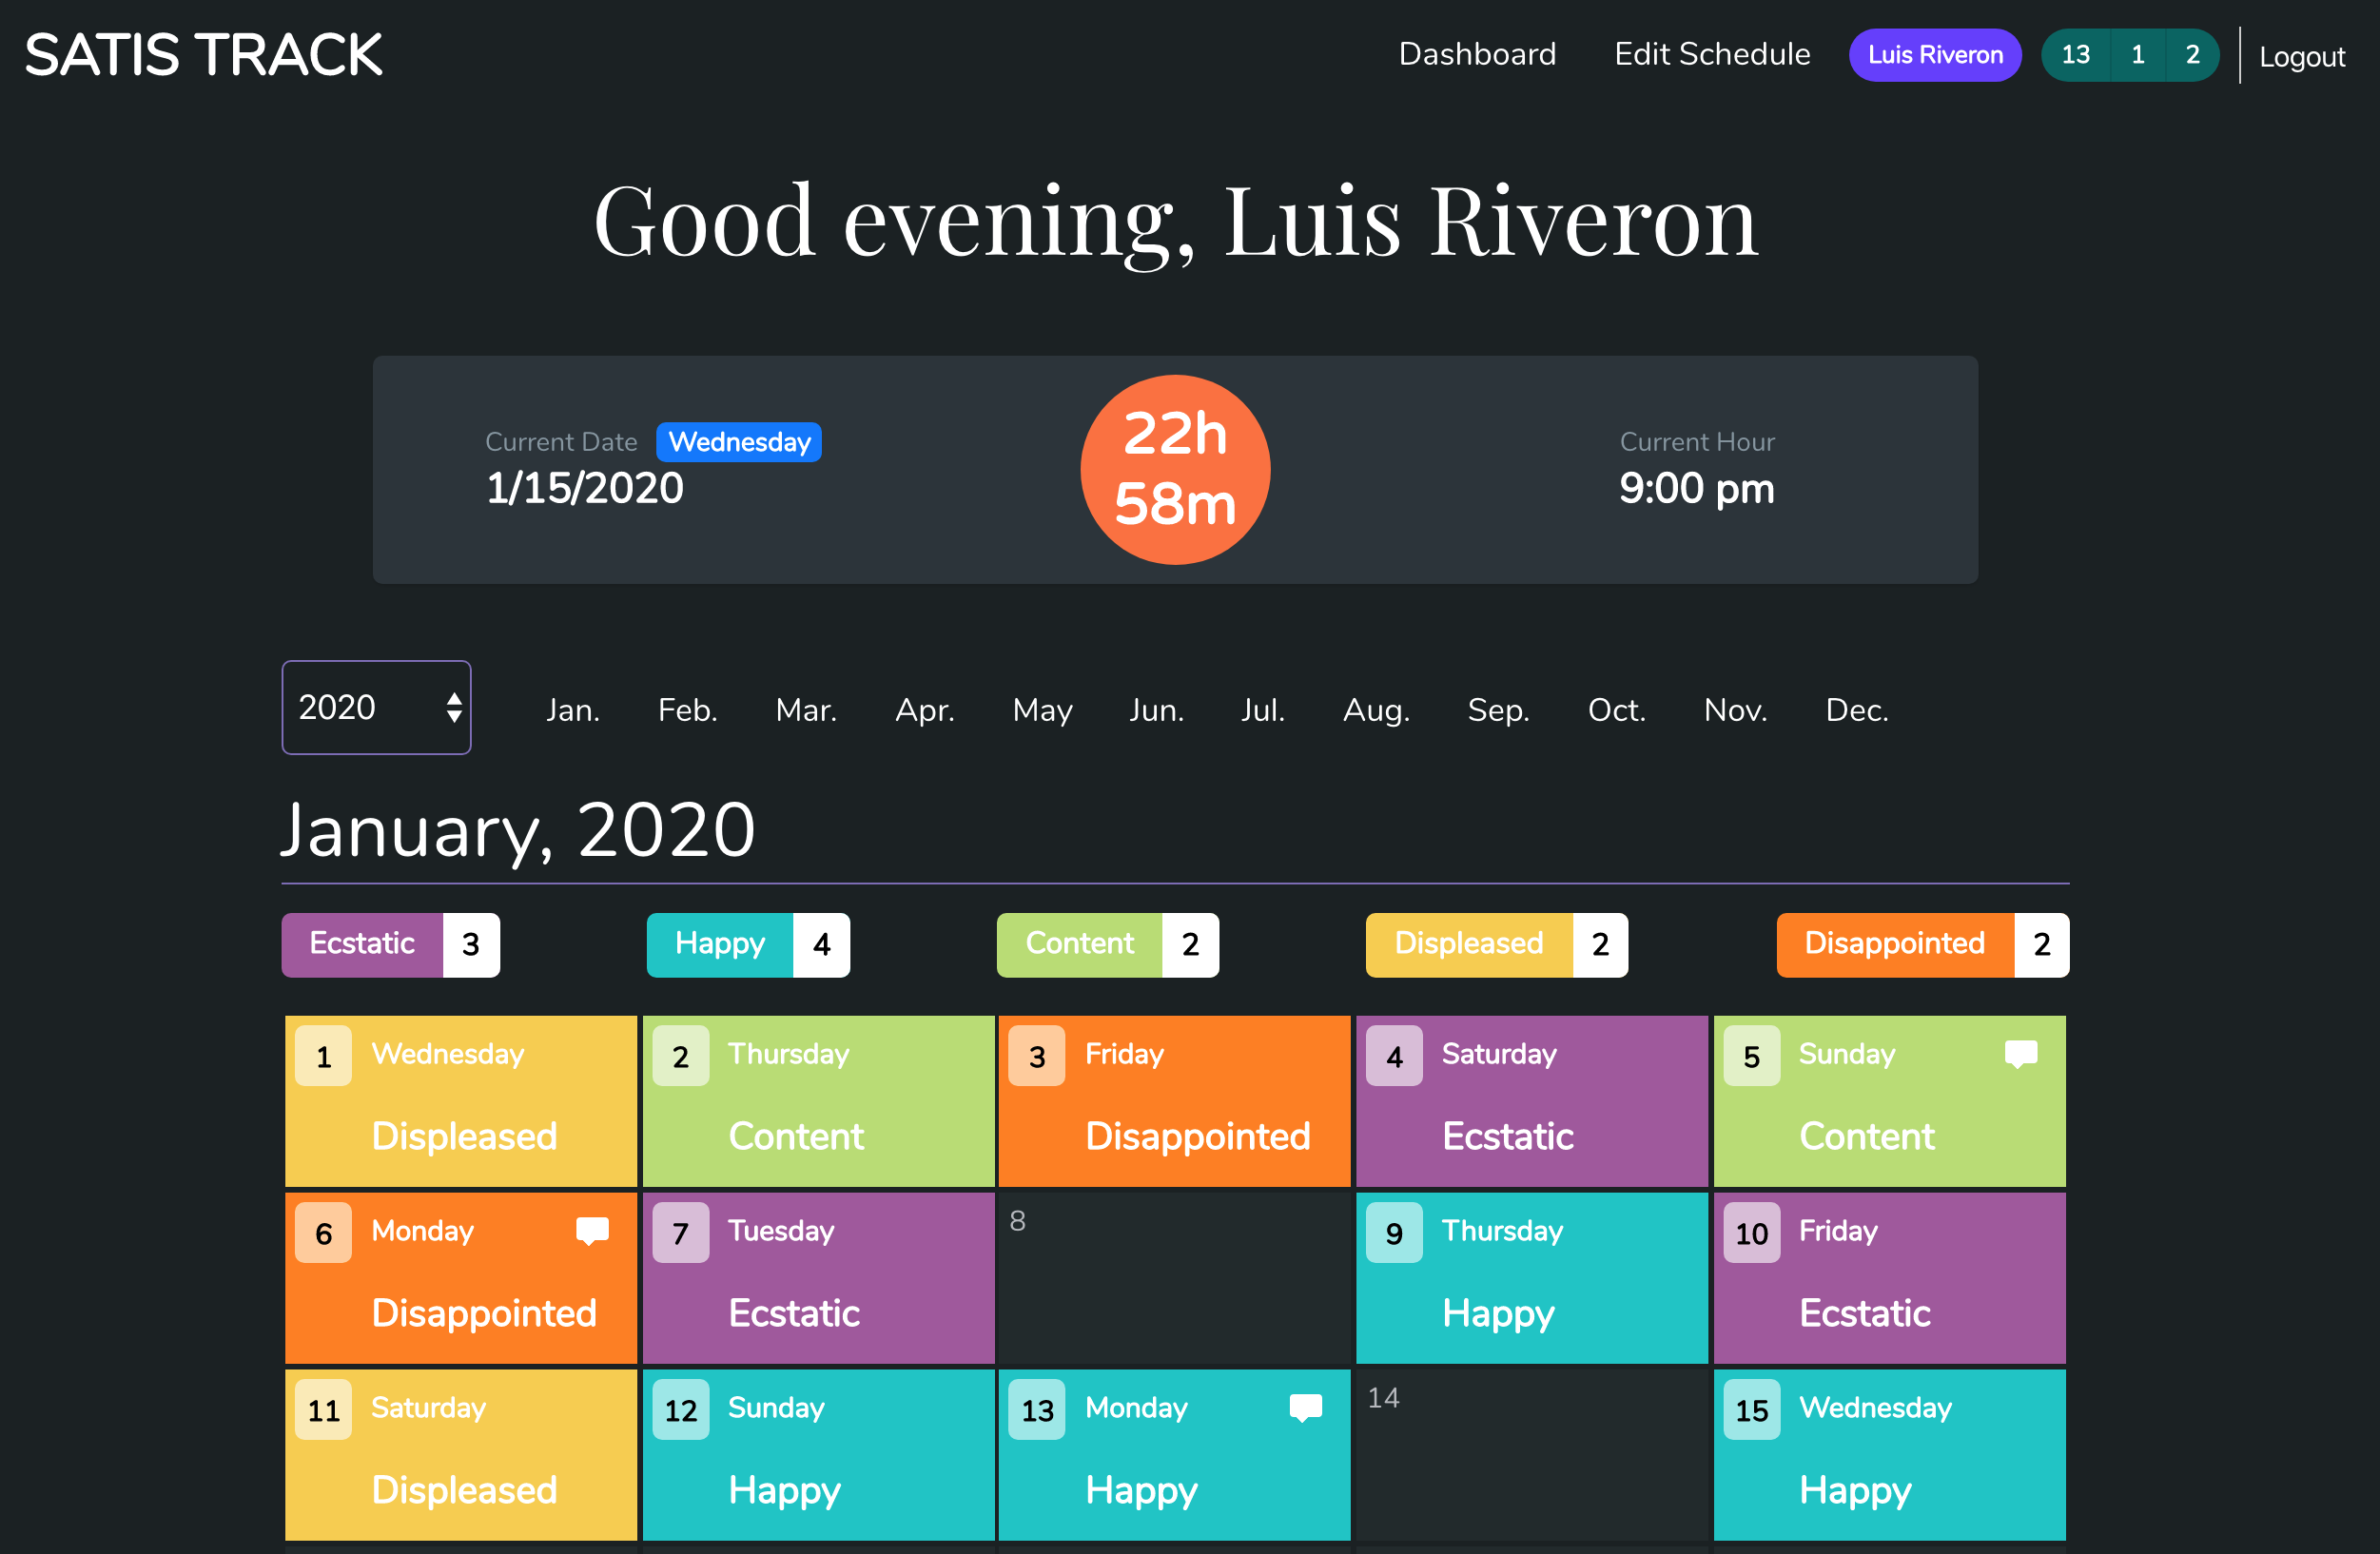 SATIS TRACK
Dashboard Edit Schedule Luis Riveron 13 1 2 Logout
Good evening, Luis Riveron
Current Date Wednesday
1/15/2020
22h
58m
Current Hour
9:00 pm
2020 Jan. Feb. Mar. Apr. May Jun. Jul. Aug. Sep. Oct. Nov. Dec.
January, 2020
Ecstatic 3 Happy 4 Content 2 Displeased 2 Disappointed 2
1 Wednesday
Displeased
2 Thursday
Content
3 Friday
Disappointed
4 Saturday
Ecstatic
5 Sunday
Content
6 Monday
Disappointed
7 Tuesday
Ecstatic
8
9 Thursday
Happy
10 Friday
Ecstatic
11 Saturday
Displeased
12 Sunday
Happy
13 Monday
Happy
14
15 Wednesday
Happy